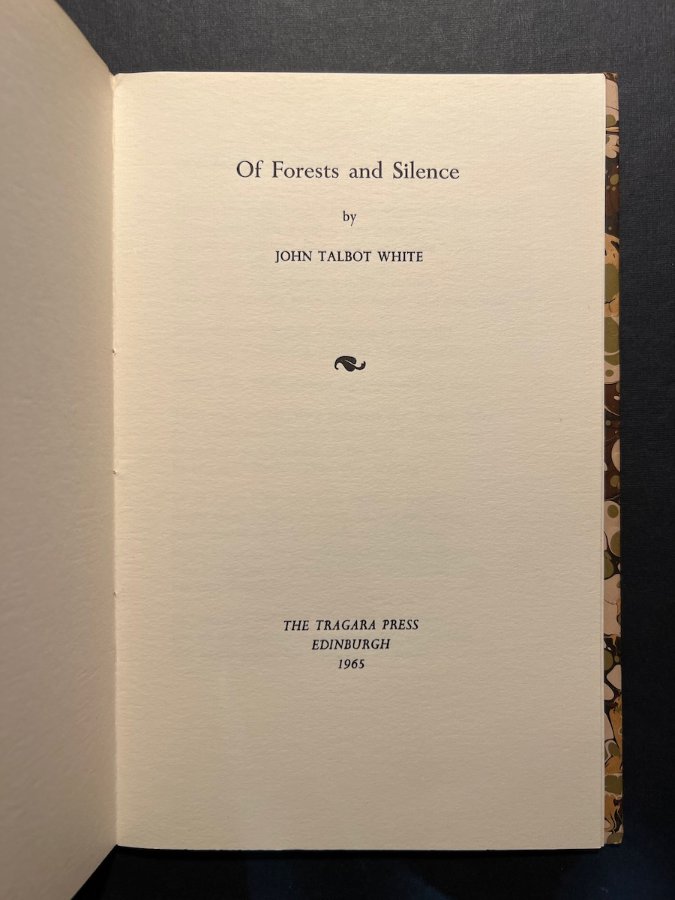 Of Forests and Silence
by
JOHN TALBOT WHITE
THE TRAGARA PRESS
EDINBURGH
1965